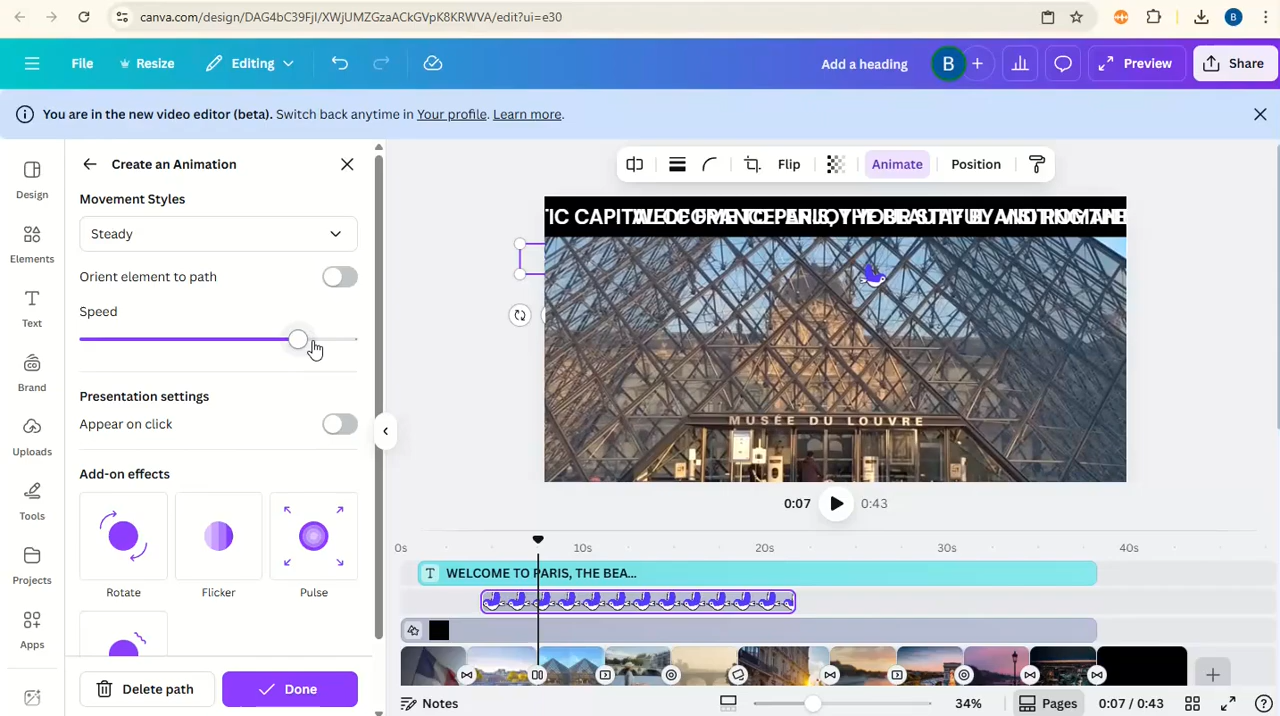 canva.com/design/DAG4bC39FjI/XWjUMZGzaACkGVpK8KRWVA/edit?ui=e30
B
File
Resize
Editing
Add a heading
B
Preview
Share
You are in the new video editor (beta). Switch back anytime in Your profile. Learn more.
Design
Elements
Text
Brand
Uploads
Tools
Projects
Apps
Create an Animation
Movement Styles
Steady
Orient element to path
Speed
Presentation settings
Appear on click
Add-on effects
Rotate
Flicker
Pulse
Delete path
Done
Flip
Animate
Position
MUSÉE DU LOUVRE
0:07
0:43
0s
10s
20s
30s
40s
T
WELCOME TO PARIS, THE BEA...
Notes
34%
Pages
0:07 / 0:43